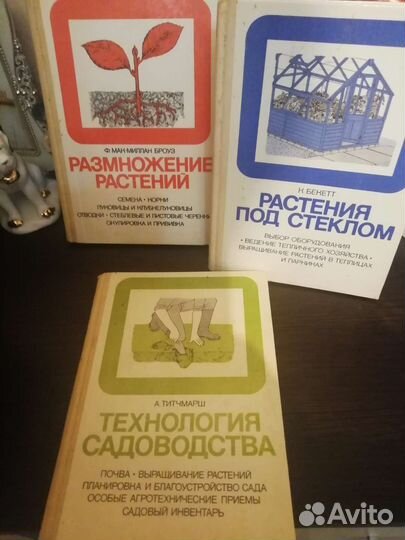 Ф. МАК-МИЛЛАН БРОУЗ
РАЗМНОЖЕНИЕ
РАСТЕНИЙ
СЕМЕНА • КОРНИ
ЛУКОВИЦЫ И КЛУБНЕЛУКОВИЦЫ
ОТВОДКИ • СТЕБЛЕВЫЕ И ЛИСТОВЫЕ ЧЕРЕНКИ
ОКУЛИРОВКА И ПРИВИВКА
К. БЕКЕТТ
РАСТЕНИЯ
ПОД СТЕКЛОМ
ВЫБОР ОБОРУДОВАНИЯ
• ВЕДЕНИЕ ТЕПЛИЧНОГО ХОЗЯЙСТВА •
ВЫРАЩИВАНИЕ РАСТЕНИЙ В ТЕПЛИЦАХ
И ПАРНИКАХ
А. ТИТЧМАРШ
ТЕХНОЛОГИЯ
САДОВОДСТВА
ПОЧВА • ВЫРАЩИВАНИЕ РАСТЕНИЙ
ПЛАНИРОВКА И БЛАГОУСТРОЙСТВО САДА
ОСОБЫЕ АГРОТЕХНИЧЕСКИЕ ПРИЕМЫ
САДОВЫЙ ИНВЕНТАРЬ
Avito